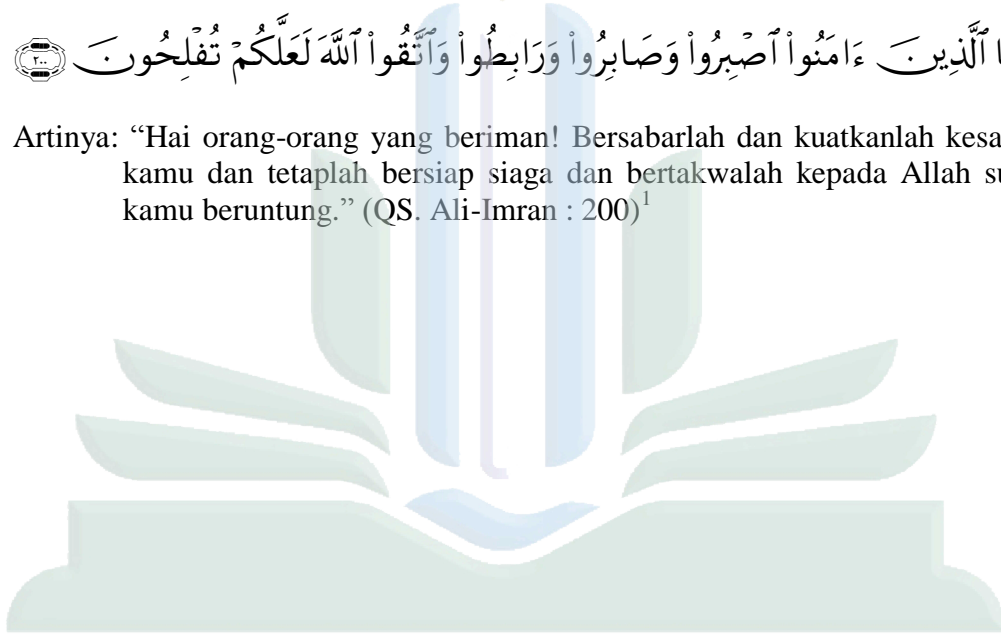 ٱلَّذِينَ ءَامَنُوا۟ ٱصْبِرُوا۟ وَصَابِرُوا۟ وَرَابِطُوا۟ وَٱتَّقُوا۟ ٱللَّهَ لَعَلَّكُمْ تُفْلِحُونَ ۝٢٠٠
Artinya: “Hai orang-orang yang beriman! Bersabarlah dan kuatkanlah
kamu dan tetaplah bersiap siaga dan bertakwalah kepada Allah
kamu beruntung.” (QS. Ali-Imran : 200)¹